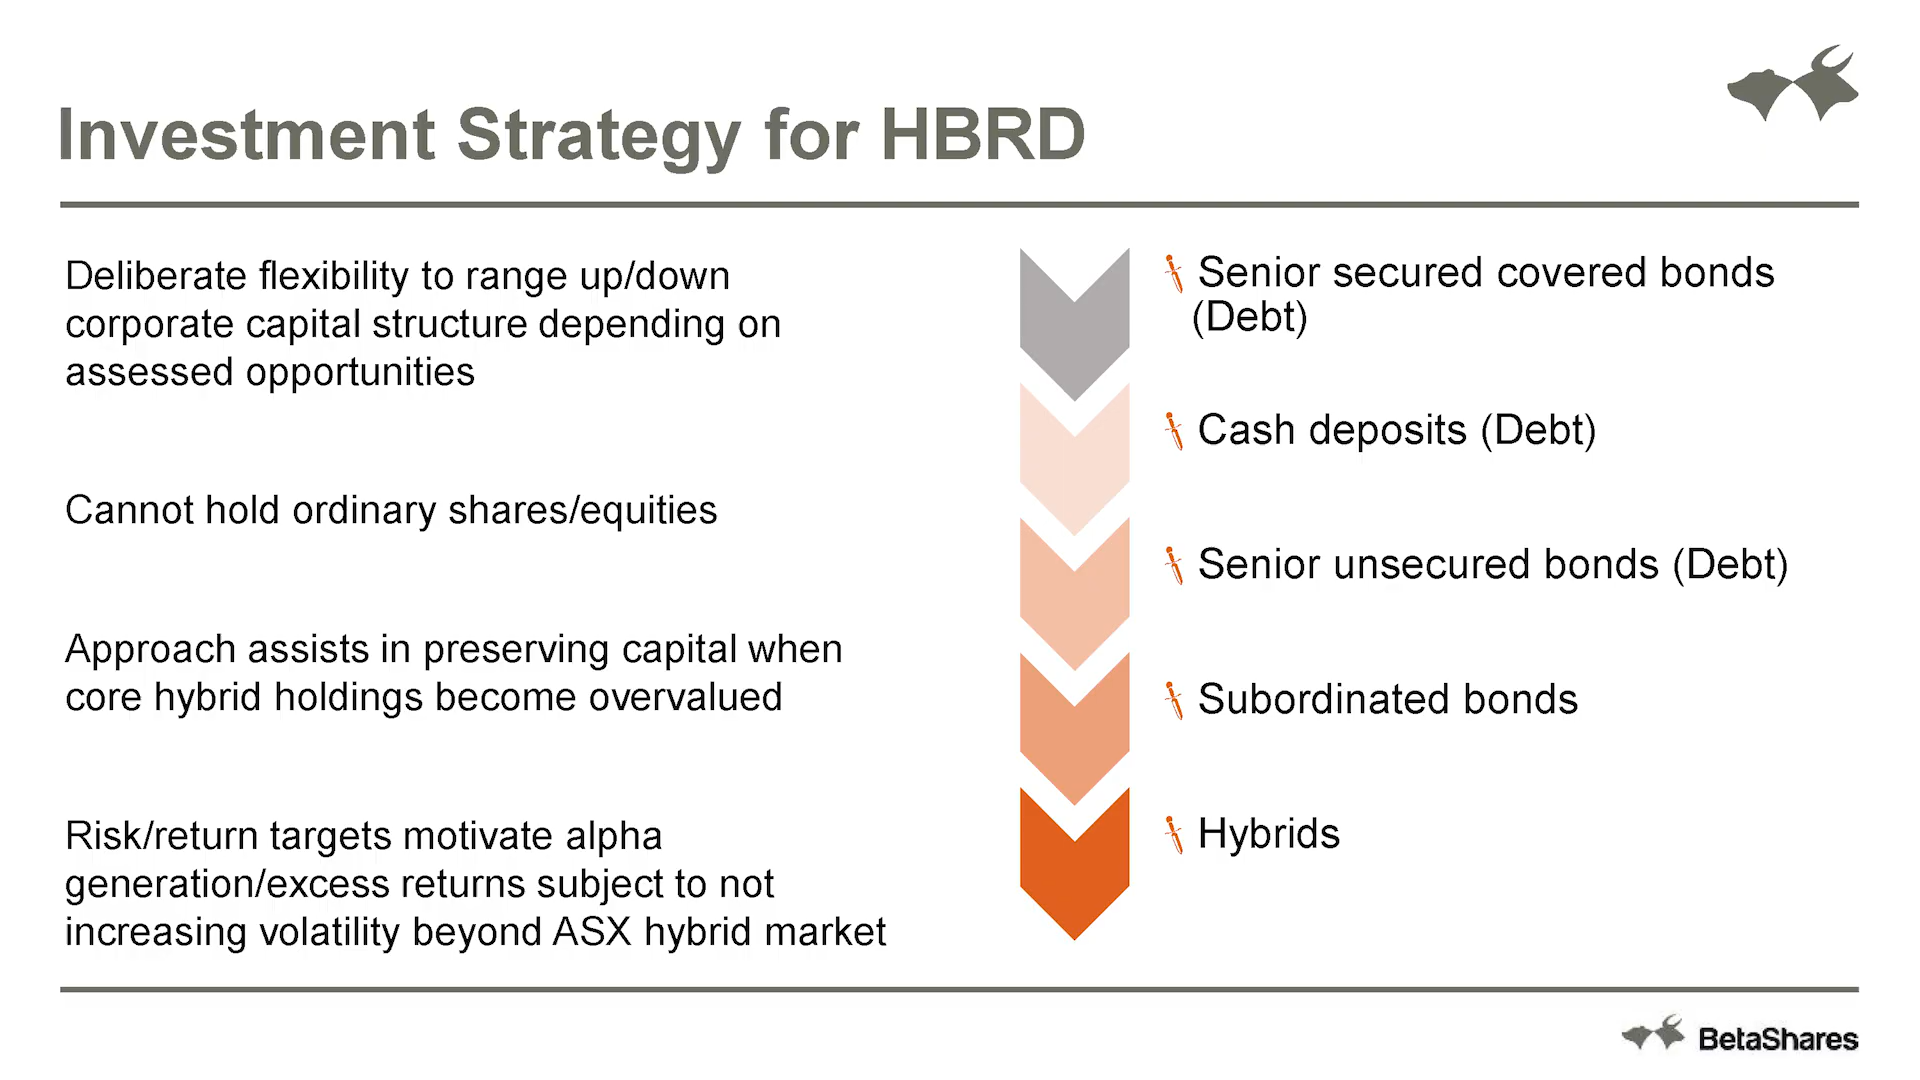 Investment Strategy for HBRD
Deliberate flexibility to range up/down
corporate capital structure depending on
assessed opportunities
Cannot hold ordinary shares/equities
Approach assists in preserving capital when
core hybrid holdings become overvalued
Risk/return targets motivate alpha
generation/excess returns subject to not
increasing volatility beyond ASX hybrid market
Senior secured covered bonds
(Debt)
Cash deposits (Debt)
Senior unsecured bonds (Debt)
Subordinated bonds
Hybrids
BetaShares